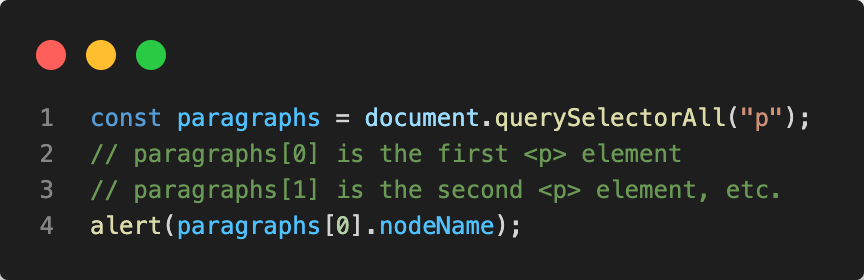 1 const paragraphs = document.querySelectorAll("p");
2 // paragraphs[0] is the first <p> element
3 // paragraphs[1] is the second <p> element, etc.
4 alert(paragraphs[0].nodeName);